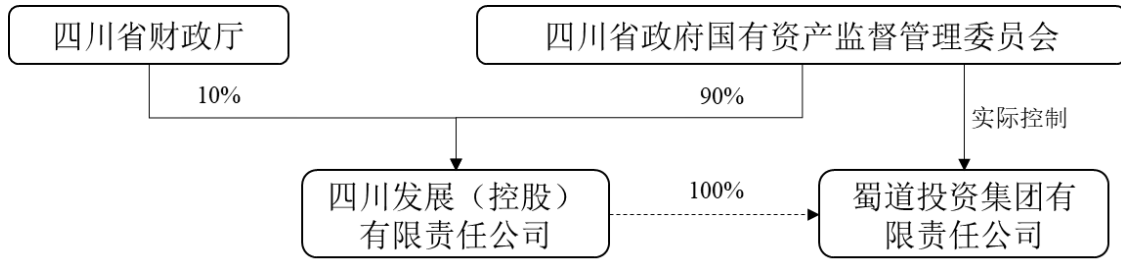 四川省财政厅
四川省政府国有资产监督管理委员会
10%
90%
实际控制
四川发展（控股）
有限责任公司
100%
蜀道投资集团有
限责任公司